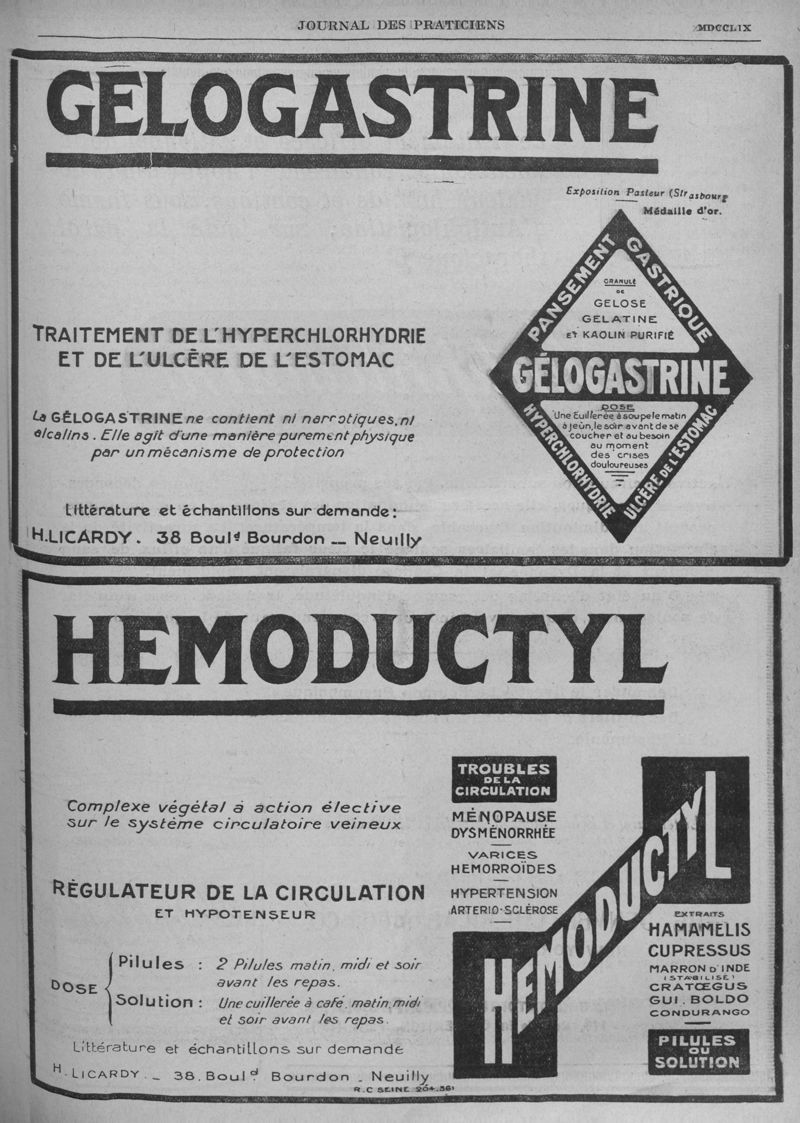 JOURNAL DES PRATICIENS
MDCCLIX
GÉLOGASTRINE
Exposition Pasteur (Strasbourg
Médaille d'or.
PANSEMENT GASTRIQUE
GRANULÉ
DE
GELOSE
GELATINE
ET KAOLIN PURIFIÉ
GÉLOGASTRINE
DOSE
Une Euillerée à soupe le matin
à jeùn, le soir avant de se
coucher et au besoin
au moment
des crises
douloureuses
HYPERCHLORHYDRIE
ULCÈRE DE L'ESTOMAC
TRAITEMENT DE L'HYPERCHLORHYDRIE
ET DE L'ULCÈRE DE L'ESTOMAC
La GÉLOGASTRINE ne contient ni narcotiques, ni
alcalins. Elle agit d'une manière purement physique
par un mécanisme de protection
Littérature et échantillons sur demande:
H. LICARDY. 38 Boulᵈ Bourdon _ Neuilly
HEMODUCTYL
Complexe végétal à action élective
sur le système circulatoire veineux
RÉGULATEUR DE LA CIRCULATION
ET HYPOTENSEUR
DOSE
Pilules : 2 Pilules matin, midi et soir
avant les repas.
Solution : Une cuillerée à café, matin, midi
et soir avant les repas.
Littérature et échantillons sur demande
H. LICARDY. _ 38. Boulᵈ Bourdon _ Neuilly
R.C SEINE 204.361
TROUBLES
DE LA
CIRCULATION
MÉNOPAUSE
DYSMÉNORRHÉE
VARICES
HEMORROÏDES
HYPERTENSION
ARTERIO-SCLÉROSE
HEMODUCTYL
EXTRAITS
HAMAMELIS
CUPRESSUS
MARRON D'INDE
(STABILISÉ)
CRATŒGUS
GUI. BOLDO
CONDURANGO
PILULES
OU
SOLUTION